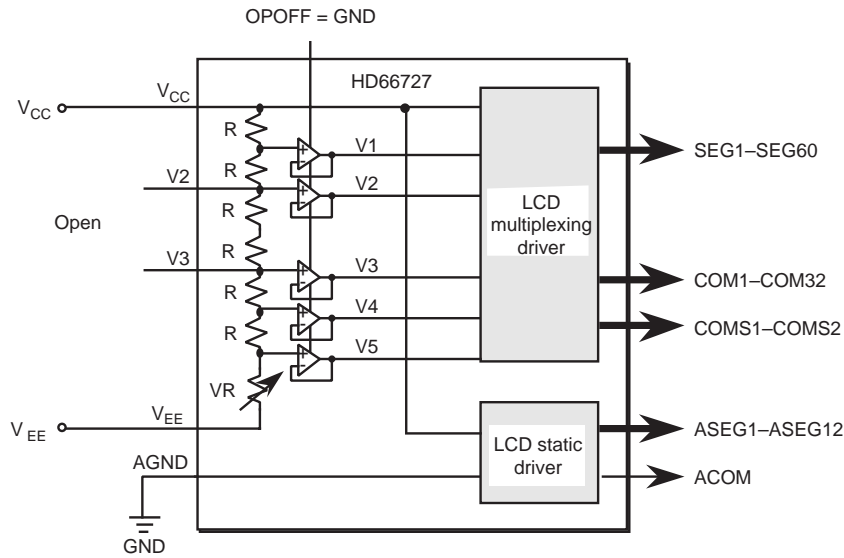 OPOFF = GND
HD66727
VCC
VCC
R
V1
SEG1–SEG60
R
V2
V2
R
LCD
multiplexing
driver
Open
R
V3
V3
COM1–COM32
R
V4
COMS1–COMS2
R
V5
VR
VEE
VEE
ASEG1–ASEG12
LCD static
driver
AGND
ACOM
GND